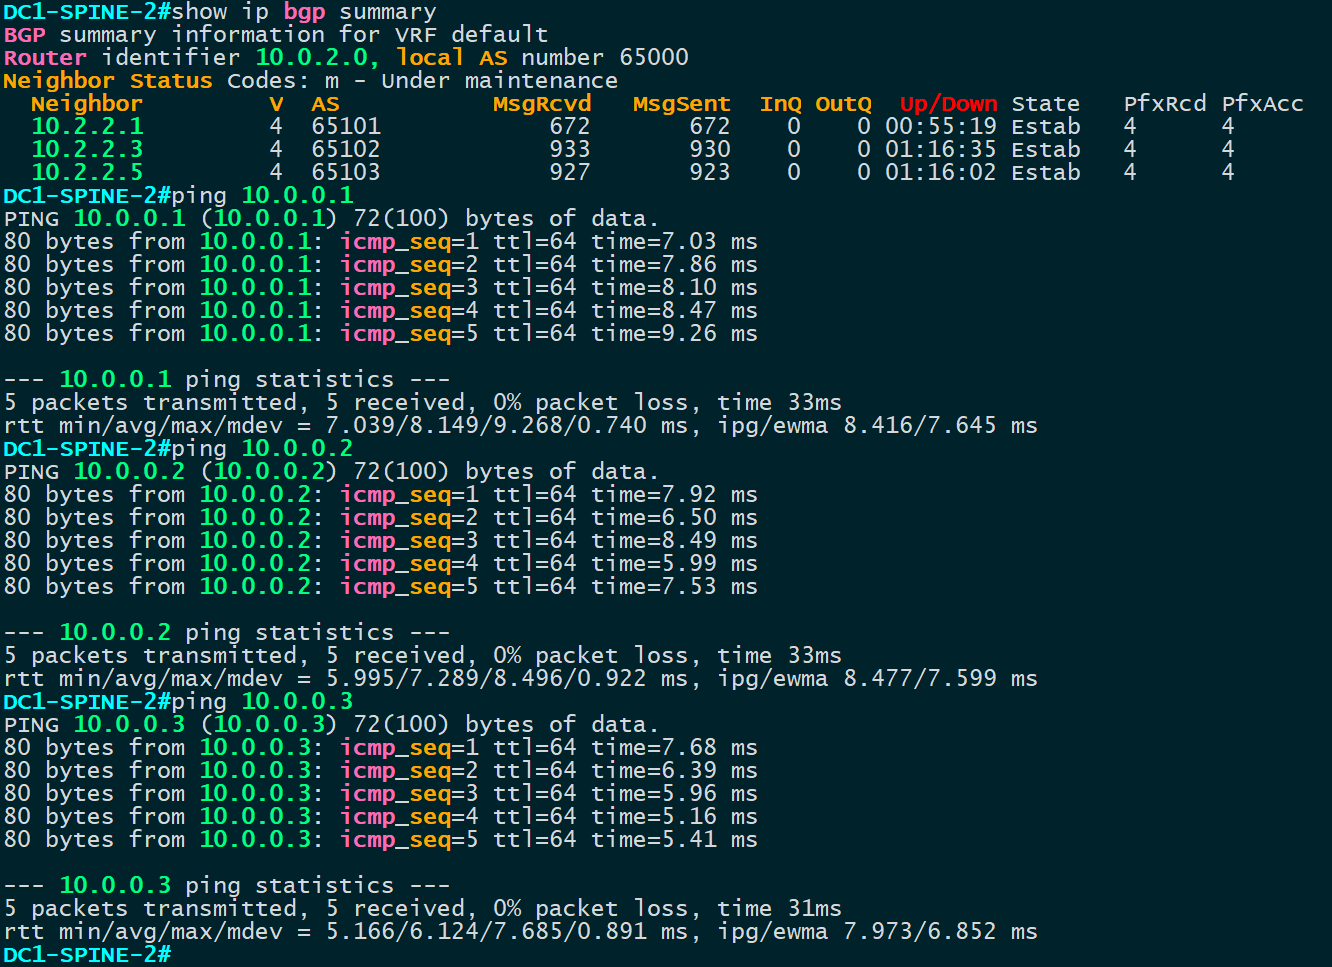 DC1-SPINE-2#show ip bgp summary
BGP summary information for VRF default
Router identifier 10.0.2.0, local AS number 65000
Neighbor Status Codes: m - Under maintenance
  Neighbor         V  AS           MsgRcvd   MsgSent  InQ OutQ  Up/Down State   PfxRcd PfxAcc
  10.2.2.1         4  65101            672       672    0    0 00:55:19 Estab   4      4
  10.2.2.3         4  65102            933       930    0    0 01:16:35 Estab   4      4
  10.2.2.5         4  65103            927       923    0    0 01:16:02 Estab   4      4
DC1-SPINE-2#ping 10.0.0.1
PING 10.0.0.1 (10.0.0.1) 72(100) bytes of data.
80 bytes from 10.0.0.1: icmp_seq=1 ttl=64 time=7.03 ms
80 bytes from 10.0.0.1: icmp_seq=2 ttl=64 time=7.86 ms
80 bytes from 10.0.0.1: icmp_seq=3 ttl=64 time=8.10 ms
80 bytes from 10.0.0.1: icmp_seq=4 ttl=64 time=8.47 ms
80 bytes from 10.0.0.1: icmp_seq=5 ttl=64 time=9.26 ms

--- 10.0.0.1 ping statistics ---
5 packets transmitted, 5 received, 0% packet loss, time 33ms
rtt min/avg/max/mdev = 7.039/8.149/9.268/0.740 ms, ipg/ewma 8.416/7.645 ms
DC1-SPINE-2#ping 10.0.0.2
PING 10.0.0.2 (10.0.0.2) 72(100) bytes of data.
80 bytes from 10.0.0.2: icmp_seq=1 ttl=64 time=7.92 ms
80 bytes from 10.0.0.2: icmp_seq=2 ttl=64 time=6.50 ms
80 bytes from 10.0.0.2: icmp_seq=3 ttl=64 time=8.49 ms
80 bytes from 10.0.0.2: icmp_seq=4 ttl=64 time=5.99 ms
80 bytes from 10.0.0.2: icmp_seq=5 ttl=64 time=7.53 ms

--- 10.0.0.2 ping statistics ---
5 packets transmitted, 5 received, 0% packet loss, time 33ms
rtt min/avg/max/mdev = 5.995/7.289/8.496/0.922 ms, ipg/ewma 8.477/7.599 ms
DC1-SPINE-2#ping 10.0.0.3
PING 10.0.0.3 (10.0.0.3) 72(100) bytes of data.
80 bytes from 10.0.0.3: icmp_seq=1 ttl=64 time=7.68 ms
80 bytes from 10.0.0.3: icmp_seq=2 ttl=64 time=6.39 ms
80 bytes from 10.0.0.3: icmp_seq=3 ttl=64 time=5.96 ms
80 bytes from 10.0.0.3: icmp_seq=4 ttl=64 time=5.16 ms
80 bytes from 10.0.0.3: icmp_seq=5 ttl=64 time=5.41 ms

--- 10.0.0.3 ping statistics ---
5 packets transmitted, 5 received, 0% packet loss, time 31ms
rtt min/avg/max/mdev = 5.166/6.124/7.685/0.891 ms, ipg/ewma 7.973/6.852 ms
DC1-SPINE-2#